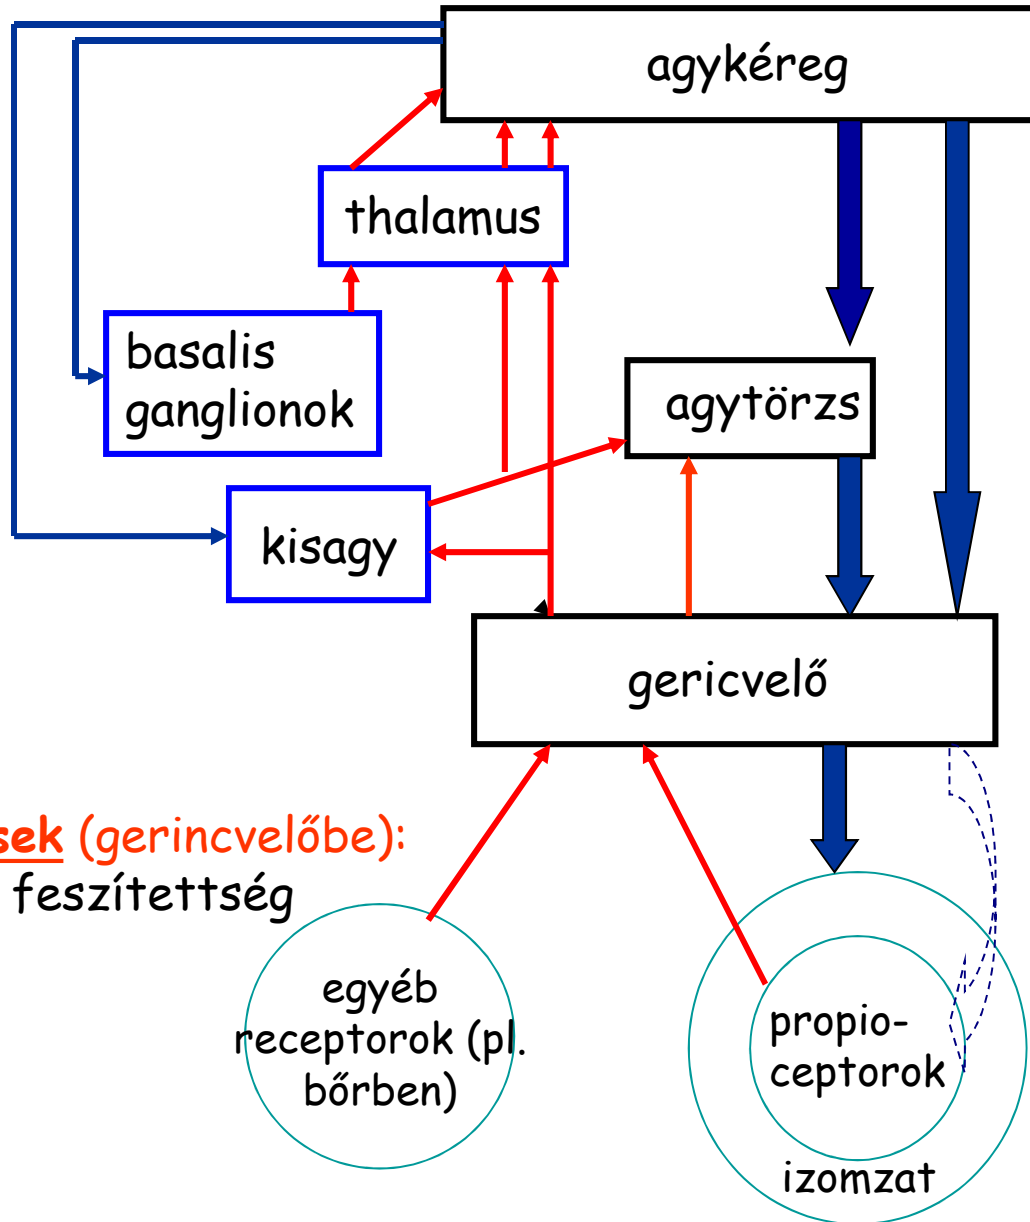 agykéreg
thalamus
basalis
ganglionok
agytörzs
kisagy
gericvelő
sek (gerincvelőbe):
feszítettség
egyéb
receptorok (pl.
bőrben)
propio-
ceptorok
izomzat